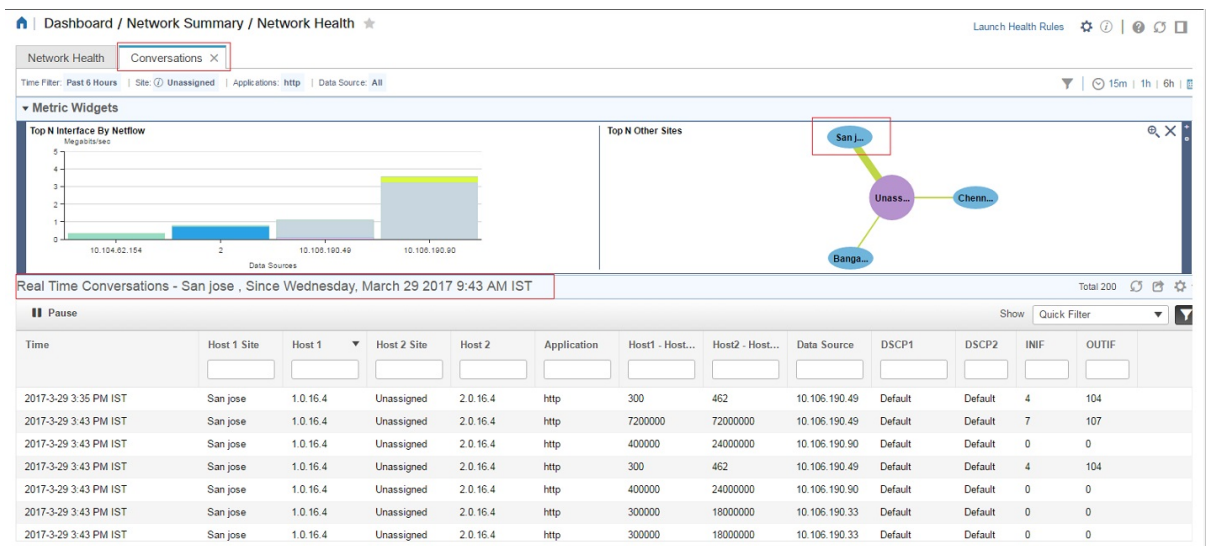 Dashboard / Network Summary / Network Health
Launch Health Rules
Network Health Conversations ×
Time Filter: Past 6 Hours | Site: Unassigned | Applications: http | Data Source: All
15m | 1h | 6h |
Metric Widgets
Top N Interface By Netflow
Megabits/sec
5
4
3
2
1
0
10.104.62.154 2 10.106.190.49 10.106.190.90
Data Sources
Top N Other Sites
San j...
Unass...
Chenn...
Banga...
Real Time Conversations - San jose , Since Wednesday, March 29 2017 9:43 AM IST
Total 200
Pause
Show Quick Filter
Time Host 1 Site Host 1 Host 2 Site Host 2 Application Host1 - Host... Host2 - Host... Data Source DSCP1 DSCP2 INIF OUTIF
2017-3-29 3:35 PM IST San jose 1.0.16.4 Unassigned 2.0.16.4 http 300 462 10.106.190.49 Default Default 4 104
2017-3-29 3:43 PM IST San jose 1.0.16.4 Unassigned 2.0.16.4 http 7200000 72000000 10.106.190.49 Default Default 7 107
2017-3-29 3:43 PM IST San jose 1.0.16.4 Unassigned 2.0.16.4 http 400000 24000000 10.106.190.90 Default Default 0 0
2017-3-29 3:43 PM IST San jose 1.0.16.4 Unassigned 2.0.16.4 http 300 462 10.106.190.49 Default Default 4 104
2017-3-29 3:43 PM IST San jose 1.0.16.4 Unassigned 2.0.16.4 http 400000 24000000 10.106.190.90 Default Default 0 0
2017-3-29 3:43 PM IST San jose 1.0.16.4 Unassigned 2.0.16.4 http 300000 18000000 10.106.190.33 Default Default 0 0
2017-3-29 3:43 PM IST San jose 1.0.16.4 Unassigned 2.0.16.4 http 300000 18000000 10.106.190.33 Default Default 0 0